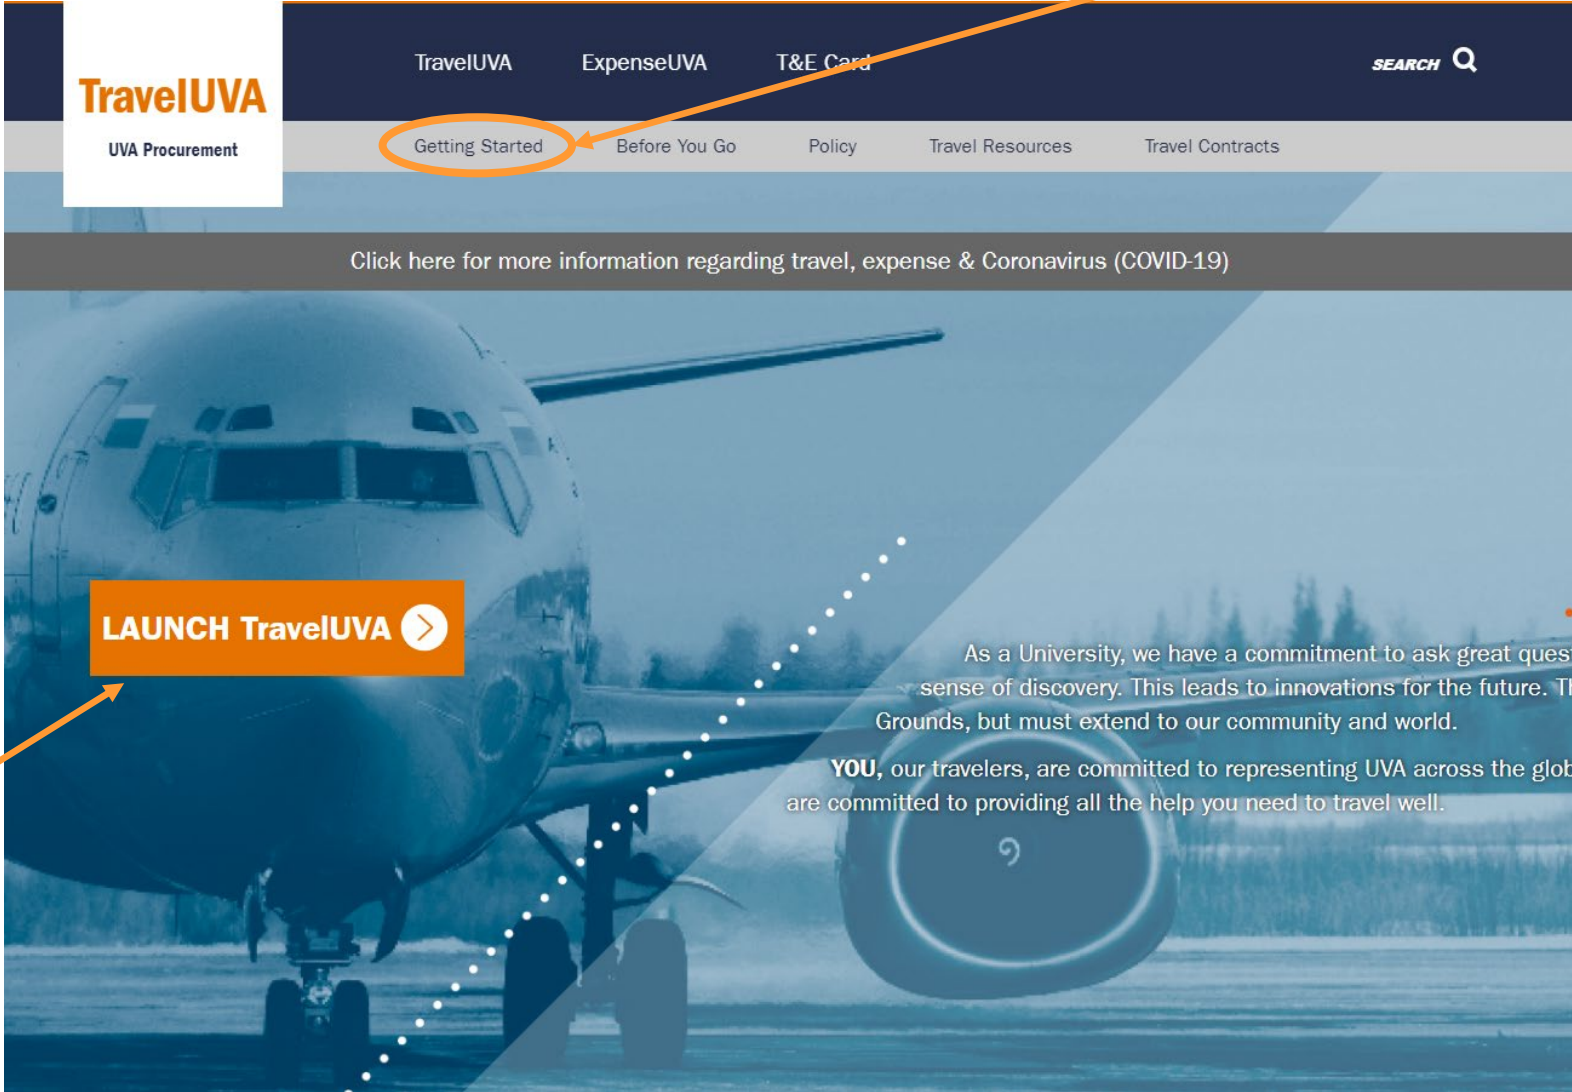 TravelUVA
UVA Procurement
TravelUVA ExpenseUVA T&E Card
SEARCH
Getting Started Before You Go Policy Travel Resources Travel Contracts
Click here for more information regarding travel, expense & Coronavirus (COVID-19)
LAUNCH TravelUVA
As a University, we have a commitment to ask great
sense of discovery. This leads to innovations for the future.
Grounds, but must extend to our community and world.
YOU, our travelers, are committed to representing UVA across the
are committed to providing all the help you need to travel well.